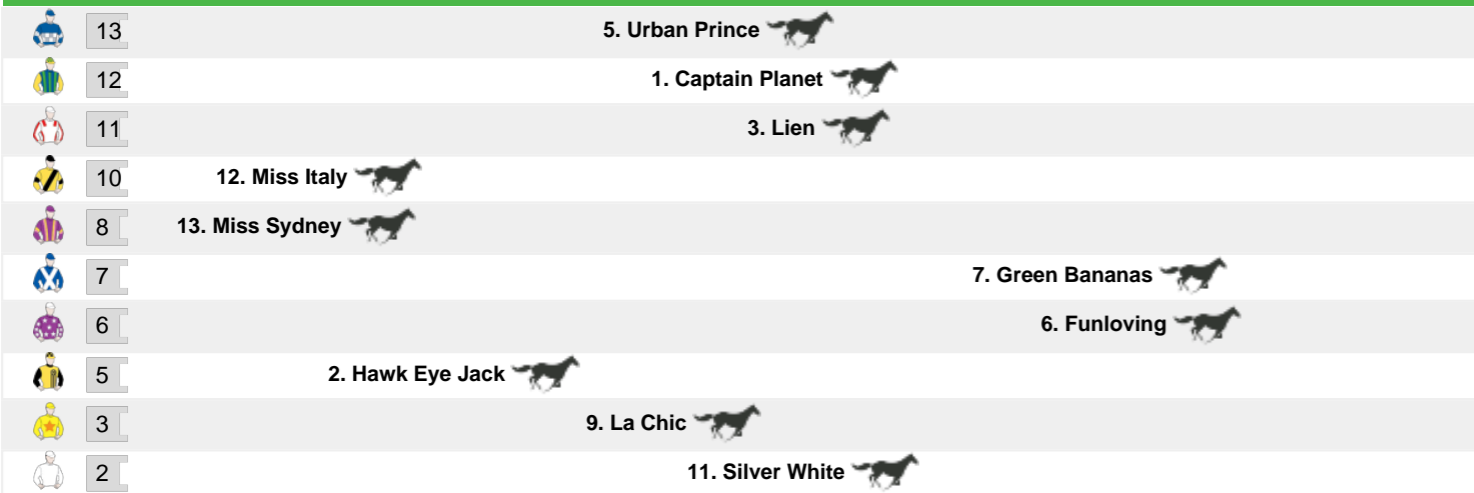 13 5. Urban Prince
12 1. Captain Planet
11 3. Lien
10 12. Miss Italy
8 13. Miss Sydney
7 7. Green Bananas
6 6. Funloving
5 2. Hawk Eye Jack
3 9. La Chic
2 11. Silver White